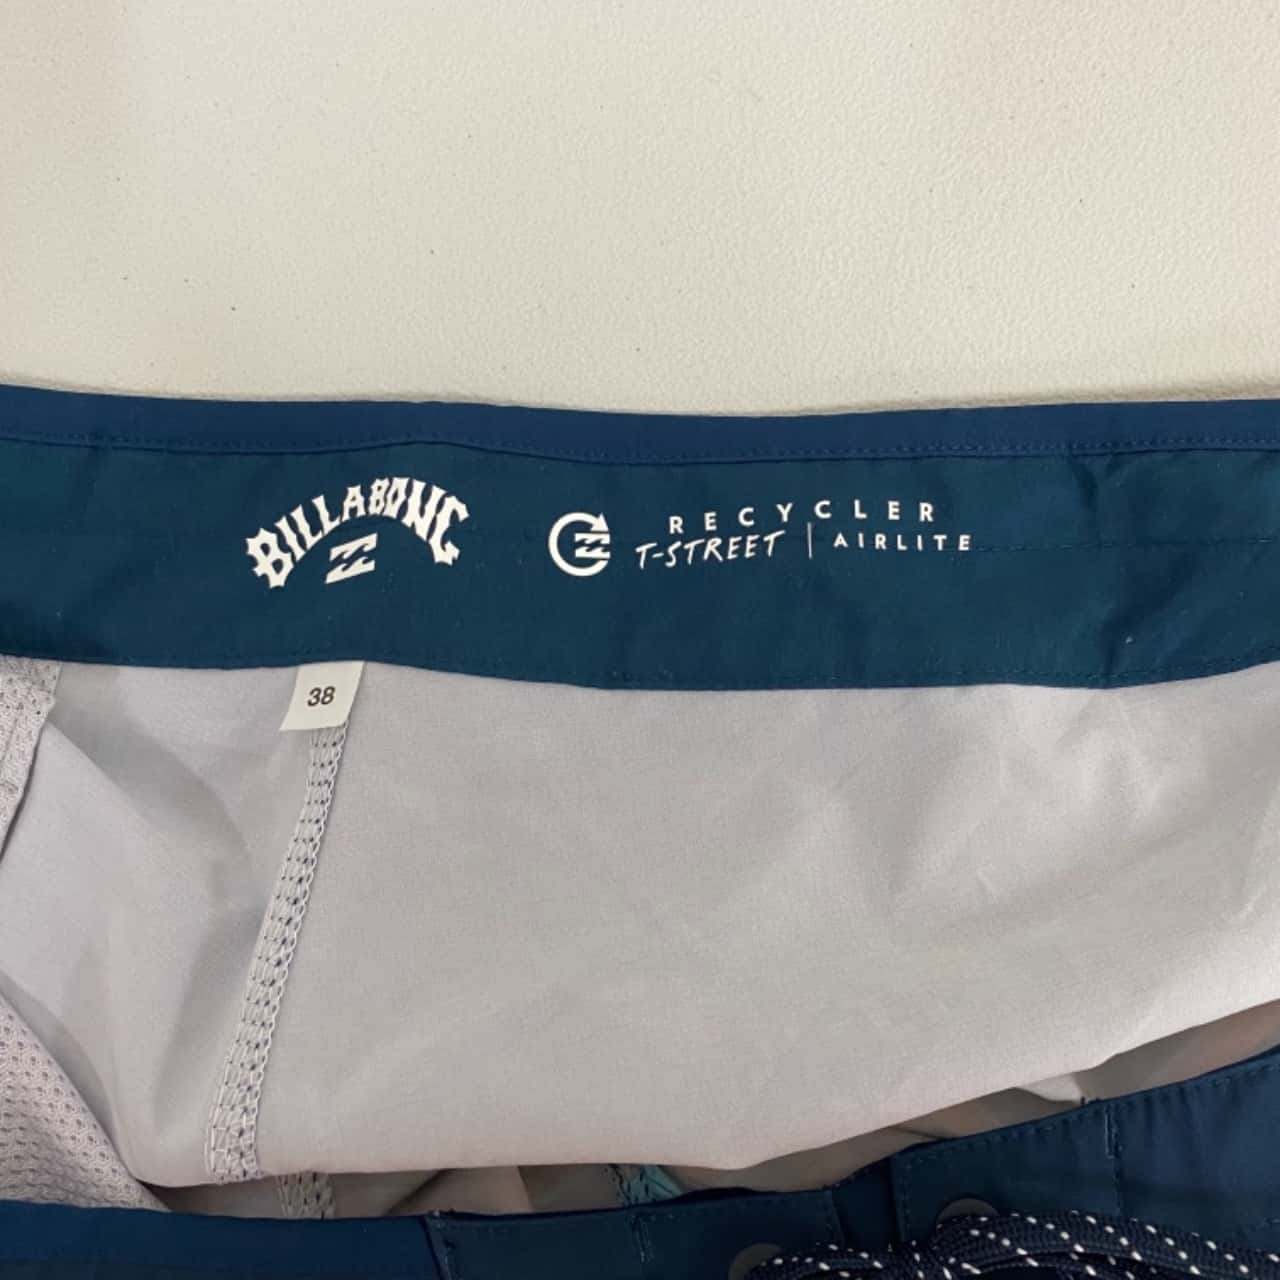 BILLABONG
RECYCLER
T-STREET | AIRLITE
38